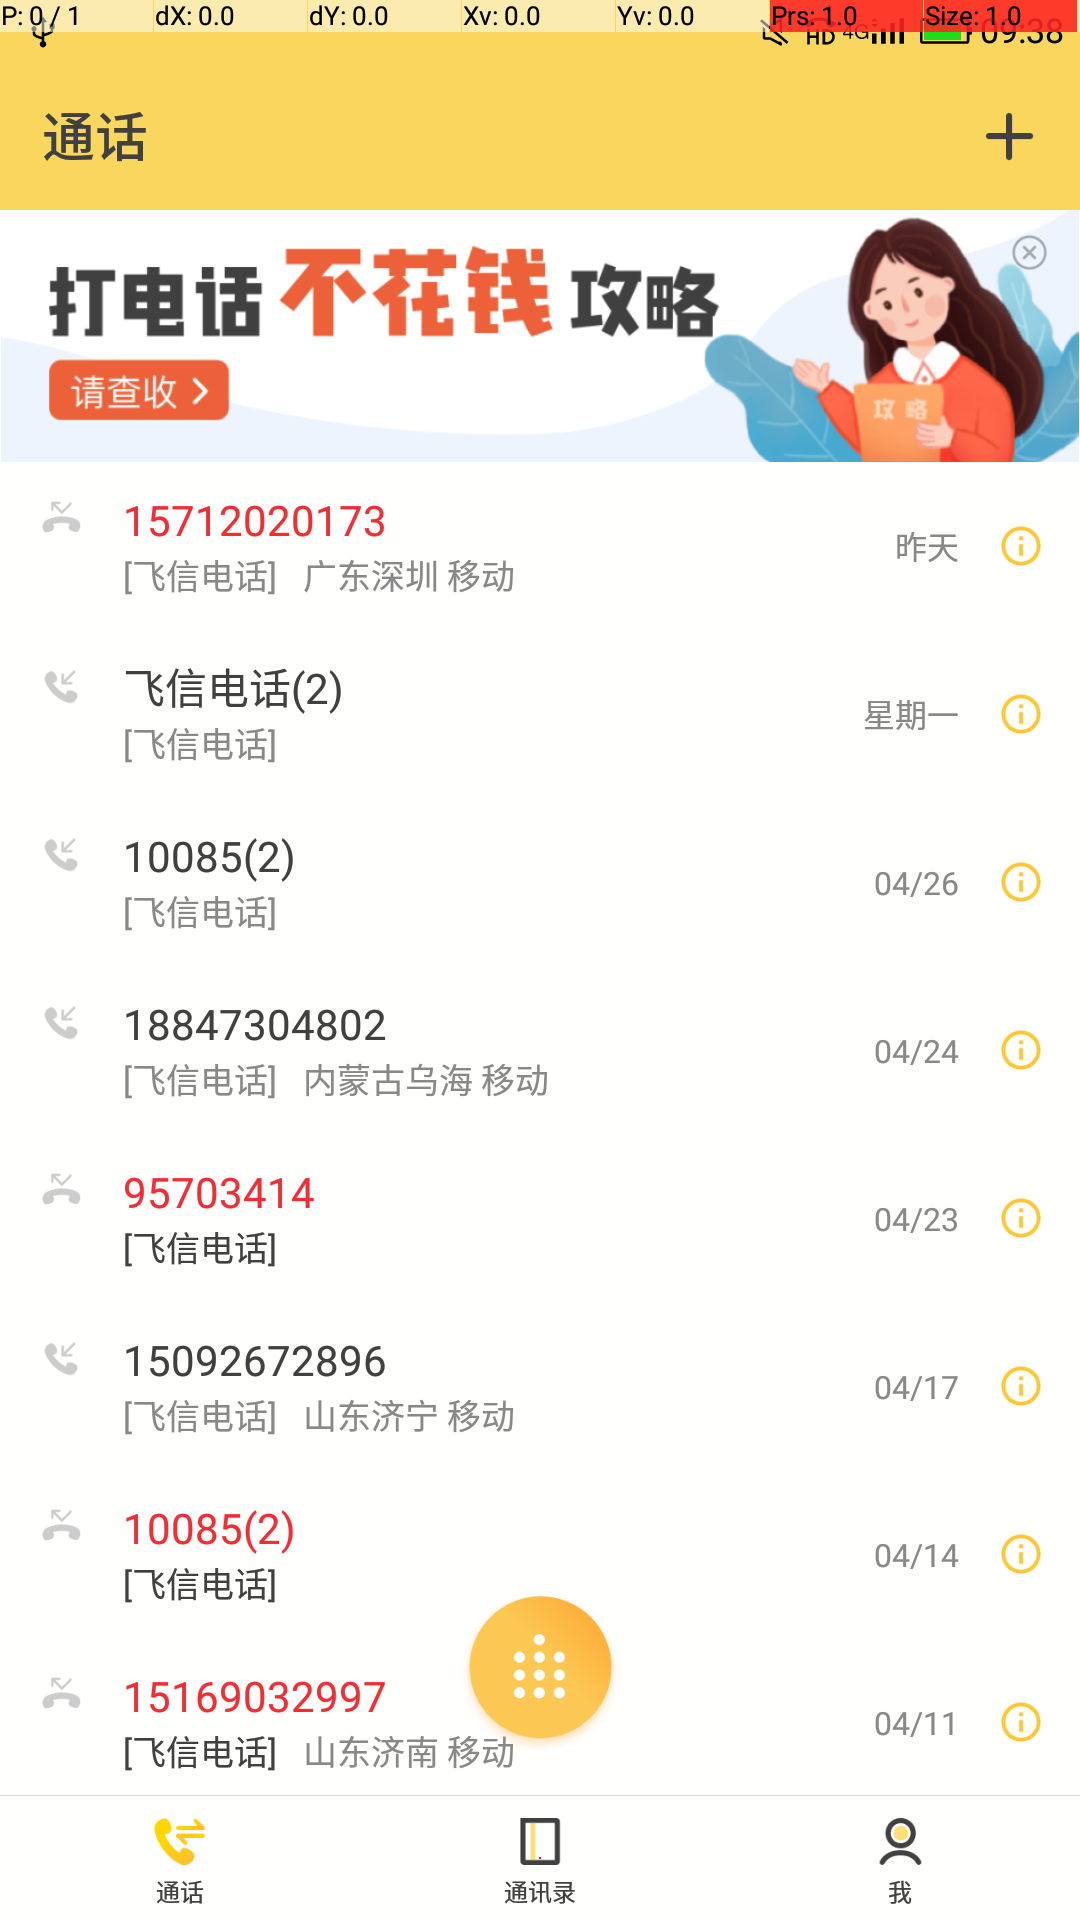 P: 0 / 1 dX: 0.0 dY: 0.0 Xv: 0.0 Yv: 0.0 Prs: 1.0 Size: 1.0
HD 4G 09:38
通话
打电话不花钱攻略
请查收
攻略
15712020173
[飞信电话] 广东深圳 移动
昨天
飞信电话(2)
[飞信电话]
星期一
10085(2)
[飞信电话]
04/26
18847304802
[飞信电话] 内蒙古乌海 移动
04/24
95703414
[飞信电话]
04/23
15092672896
[飞信电话] 山东济宁 移动
04/17
10085(2)
[飞信电话]
04/14
15169032997
[飞信电话] 山东济南 移动
04/11
通话 通讯录 我